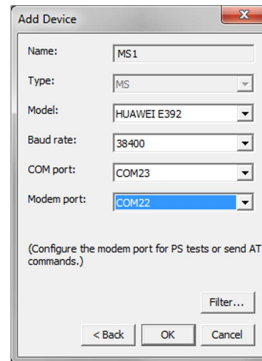 Add Device
Name: MS1
Type: MS
Model: HUAWEI E392
Baud rate: 38400
COM port: COM23
Modem port: COM22
(Configure the modem port for PS tests or send AT
commands.)
Filter...
< Back OK Cancel